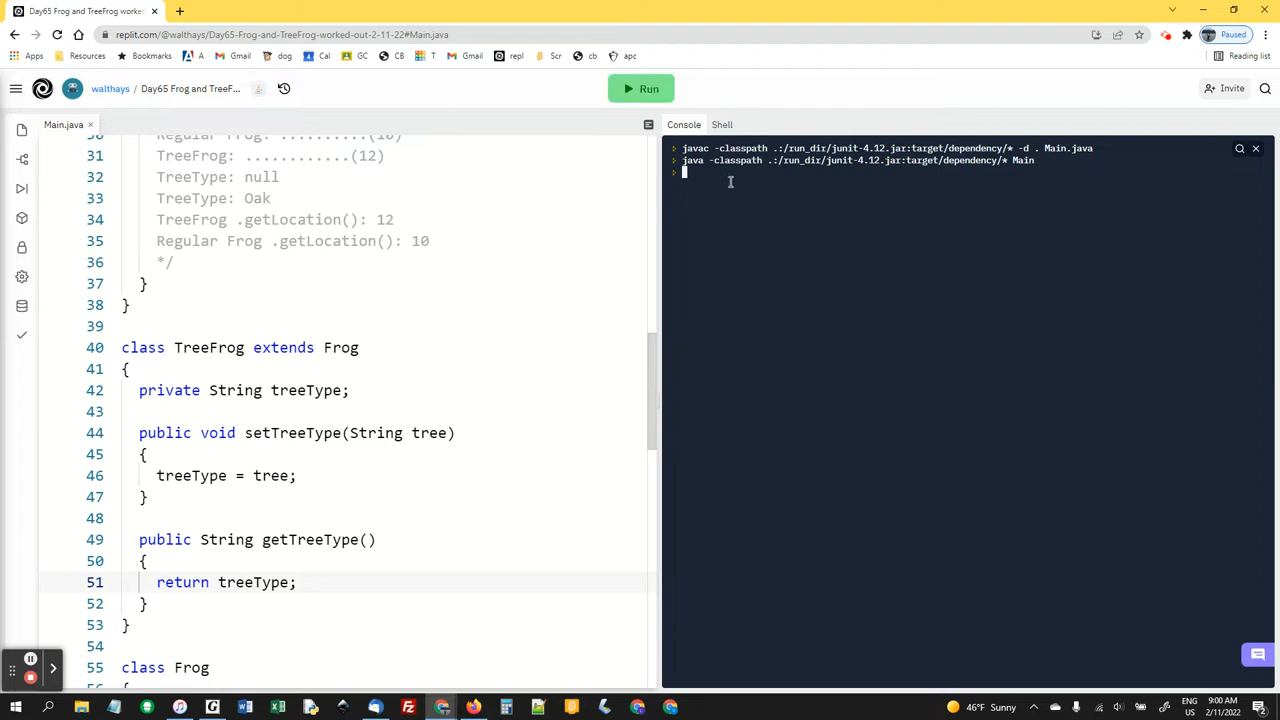 Day65 Frog and TreeFrog worke
replit.com/@walthays/Day65-Frog-and-TreeFrog-worked-out-2-11-22#Main.java
Paused
Apps
Resources
Bookmarks
A
Gmail
dog
Cal
GC
CB
T
Gmail
repl
Scr
cb
apc
Reading list
walthays / Day65 Frog and TreeF...
Run
Invite
Main.java
Console
Shell
30 Regular Frog: ..........(10)
31 TreeFrog: ............(12)
32 TreeType: null
33 TreeType: Oak
34 TreeFrog .getLocation(): 12
35 Regular Frog .getLocation(): 10
36 */
37 }
38 }
39
40 class TreeFrog extends Frog
41 {
42 private String treeType;
43
44 public void setTreeType(String tree)
45 {
46 treeType = tree;
47 }
48
49 public String getTreeType()
50 {
51 return treeType;
52 }
53 }
54
55 class Frog
56 {
javac -classpath .:/run_dir/junit-4.12.jar:target/dependency/* -d . Main.java
java -classpath .:/run_dir/junit-4.12.jar:target/dependency/* Main
46°F Sunny
ENG
US
9:00 AM
2/11/2022